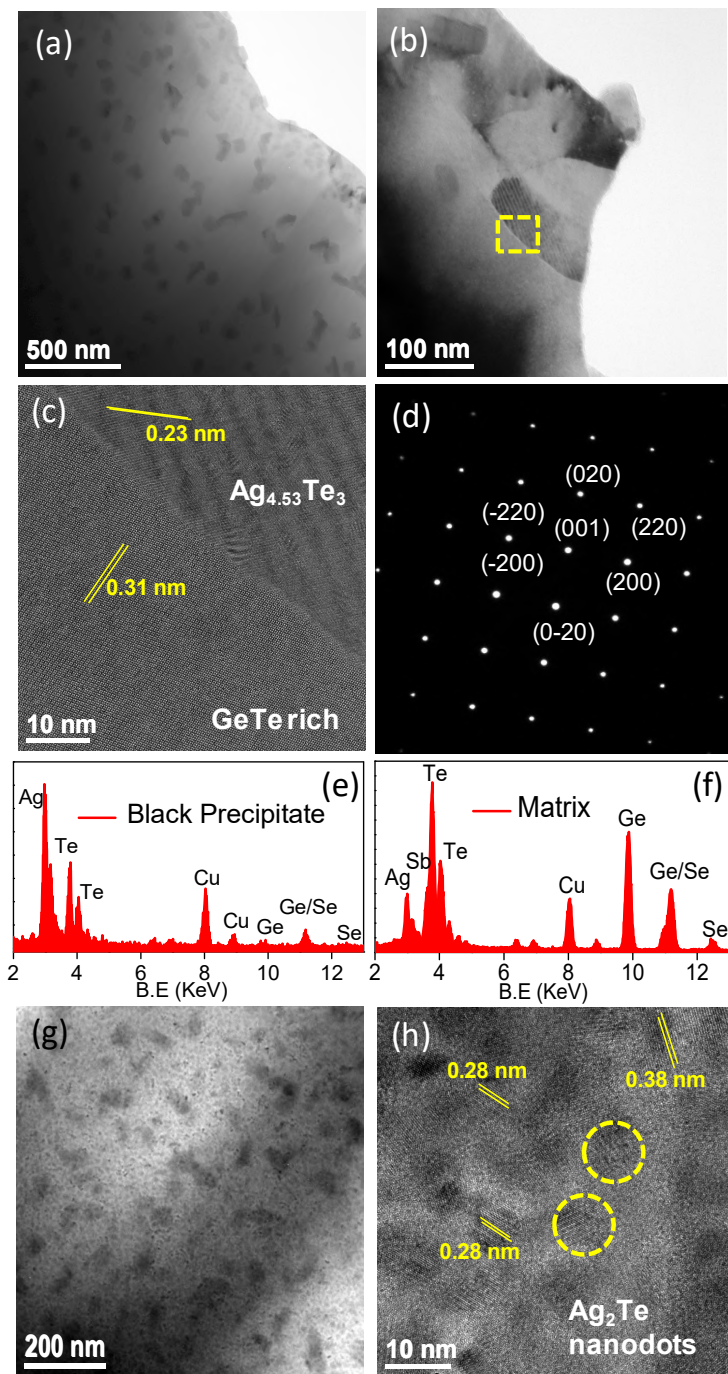 (a)
500 nm
(b)
100 nm
(c)
0.23 nm
Ag₄.₅₃Te₃
0.31 nm
GeTe rich
10 nm
(d)
(020)
(-220)
(001)
(220)
(-200)
(200)
(0-20)
(e)
Black Precipitate
Ag
Te
Te
Cu
Cu
Ge
Ge/Se
Se
2 4 6 8 10 12
B.E (KeV)
(f)
Matrix
Te
Sb
Ag
Te
Cu
Ge
Ge/Se
Se
2 4 6 8 10 12
B.E (KeV)
(g)
200 nm
(h)
0.28 nm
0.38 nm
0.28 nm
Ag₂Te
nanodots
10 nm